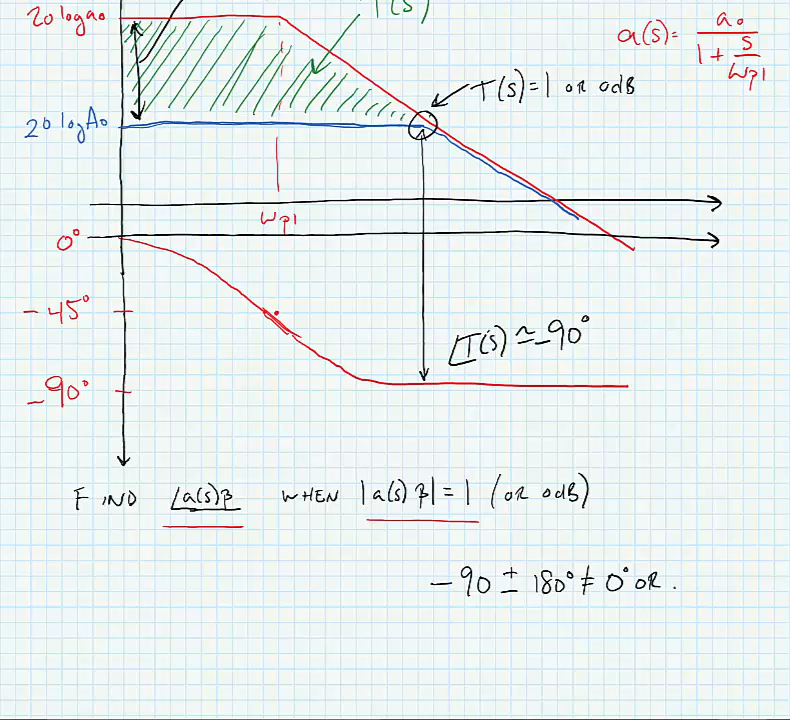 T(s)
20 log a₀
a(s) = a₀ / (1 + s/ωp1)
T(s) = 1 OR 0dB
20 log A₀
ωp1
0°
-45°
∠T(s) ≃ -90°
-90°
FIND ∠a(s)β WHEN |a(s)β| = 1 (OR 0dB)
-90 ± 180° ≠ 0° OR